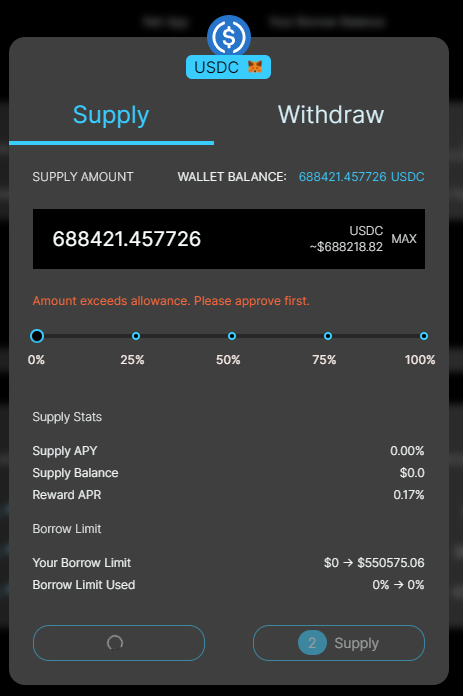 USDC
Supply Withdraw
SUPPLY AMOUNT WALLET BALANCE: 688421.457726 USDC
688421.457726 USDC ~$688218.82 MAX
Amount exceeds allowance. Please approve first.
0% 25% 50% 75% 100%
Supply Stats
Supply APY 0.00%
Supply Balance $0.0
Reward APR 0.17%
Borrow Limit
Your Borrow Limit $0 → $550575.06
Borrow Limit Used 0% → 0%
2 Supply